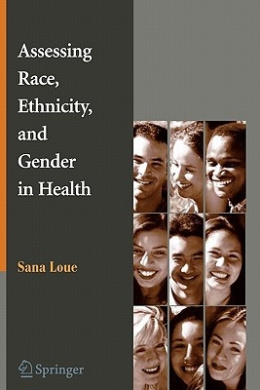 Assessing
Race,
Ethnicity,
and
Gender
in Health
Sana Loue
Springer